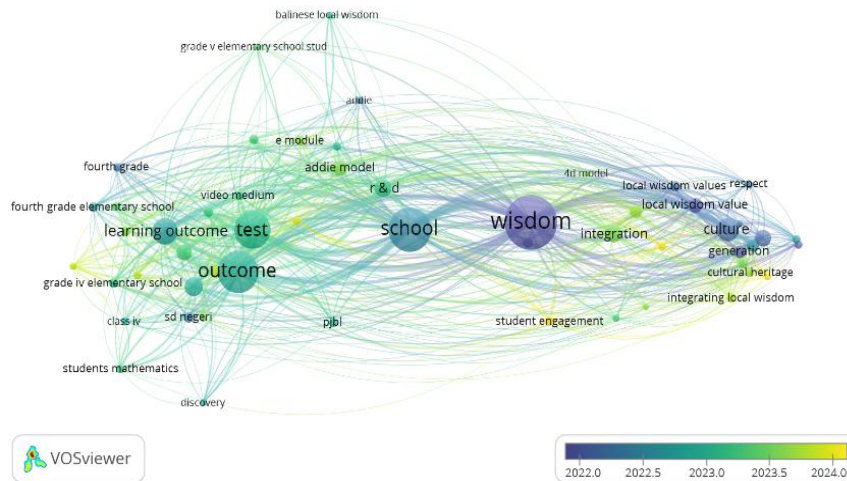 balinese local wisdom
grade v elementary school stud
addie
e module
fourth grade
addie model
4d model
r & d
local wisdom values
respect
video medium
fourth grade elementary school
local wisdom value
wisdom
learning outcome
test
school
culture
integration
generation
outcome
cultural heritage
grade iv elementary school
integrating local wisdom
sd negeri
class iv
pjbl
student engagement
students mathematics
discovery
VOSviewer
2022.0 2022.5 2023.0 2023.5 2024.0